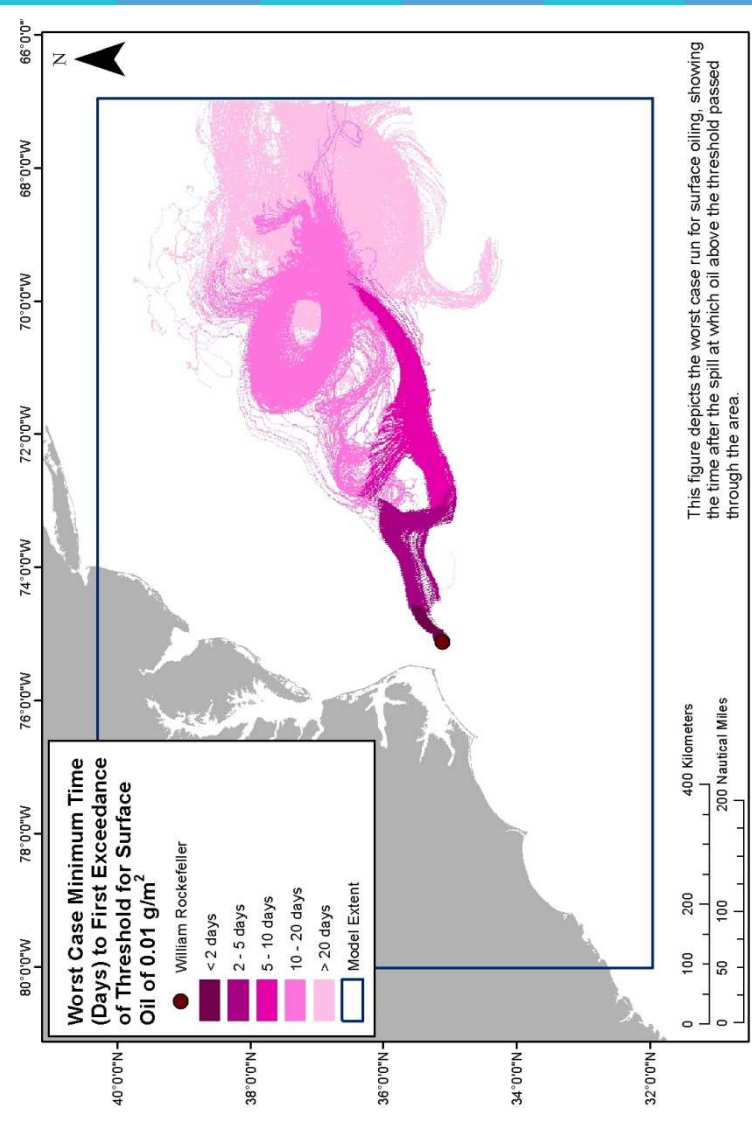 Worst Case Minimum Time
(Days) to First Exceedance
of Threshold for Surface
Oil of 0.01 g/m²
William Rockefeller
< 2 days
2 - 5 days
5 - 10 days
10 - 20 days
> 20 days
Model Extent
80°0'0"W
78°0'0"W
76°0'0"W
74°0'0"W
72°0'0"W
70°0'0"W
68°0'0"W
66°0'0"
N
40°0'0"N
38°0'0"N
36°0'0"N
34°0'0"N
32°0'0"N
0 100 200 400 Kilometers
0 50 100 200 Nautical Miles
This figure depicts the worst case run for surface oiling, showing
the time after the spill at which oil above the threshold passed
through the area.